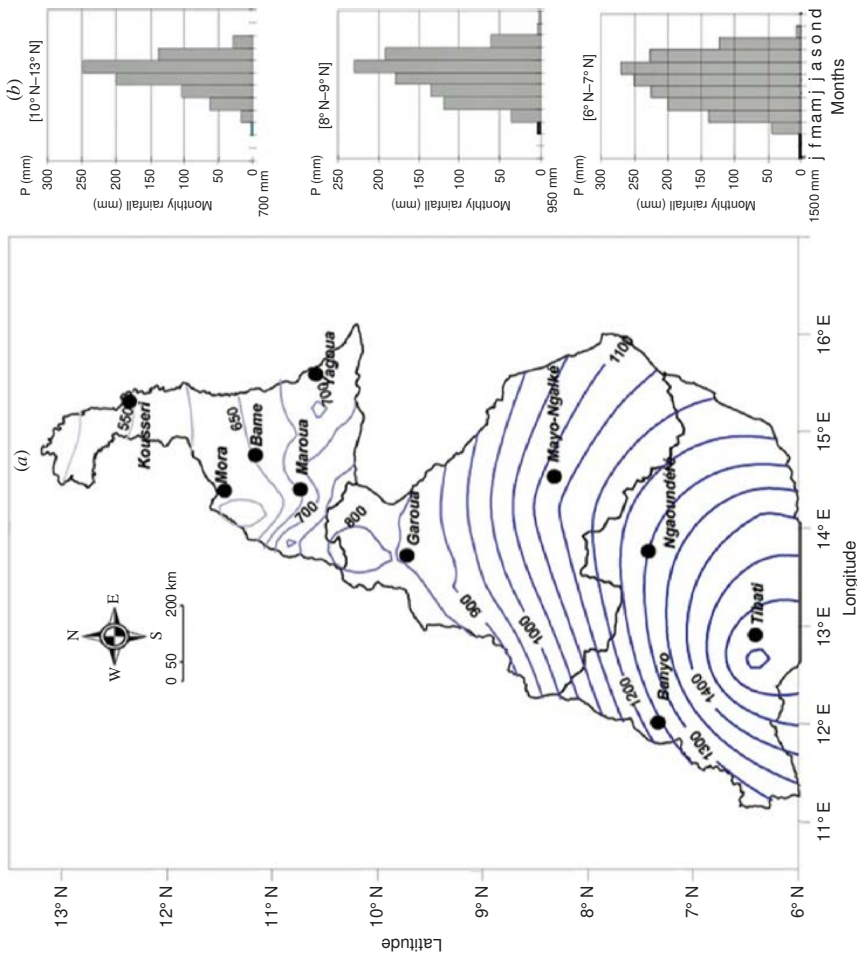 (a)
(b)
N
E
S
W
0 50 200 km
550
Kousseri
Mora
650
Bame
Maroua
700
Yagoua
700
800
Garoua
900
1000
Mayo-Ngalké
1100
1200
Ngaoundéré
Banyo
1300
1400
Tibati
13° N
12° N
11° N
10° N
9° N
8° N
7° N
6° N
Latitude
11° E
12° E
13° E
14° E
15° E
16° E
Longitude
[10° N–13° N]
P (mm)
300
250
200
150
100
50
0
Monthly rainfall (mm)
700 mm
[8° N–9° N]
P (mm)
250
200
150
100
50
0
Monthly rainfall (mm)
950 mm
[6° N–7° N]
P (mm)
300
250
200
150
100
50
0
Monthly rainfall (mm)
1500 mm
j f m a m j j a s o n d
Months